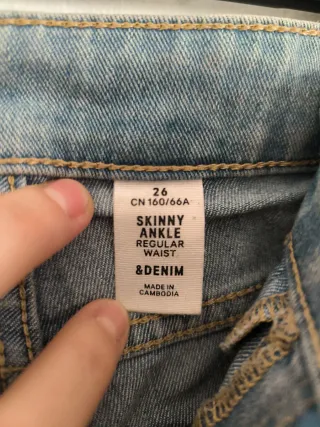 26
CN 160/66A
SKINNY
ANKLE
REGULAR
WAIST
&DENIM
MADE IN
CAMBODIA